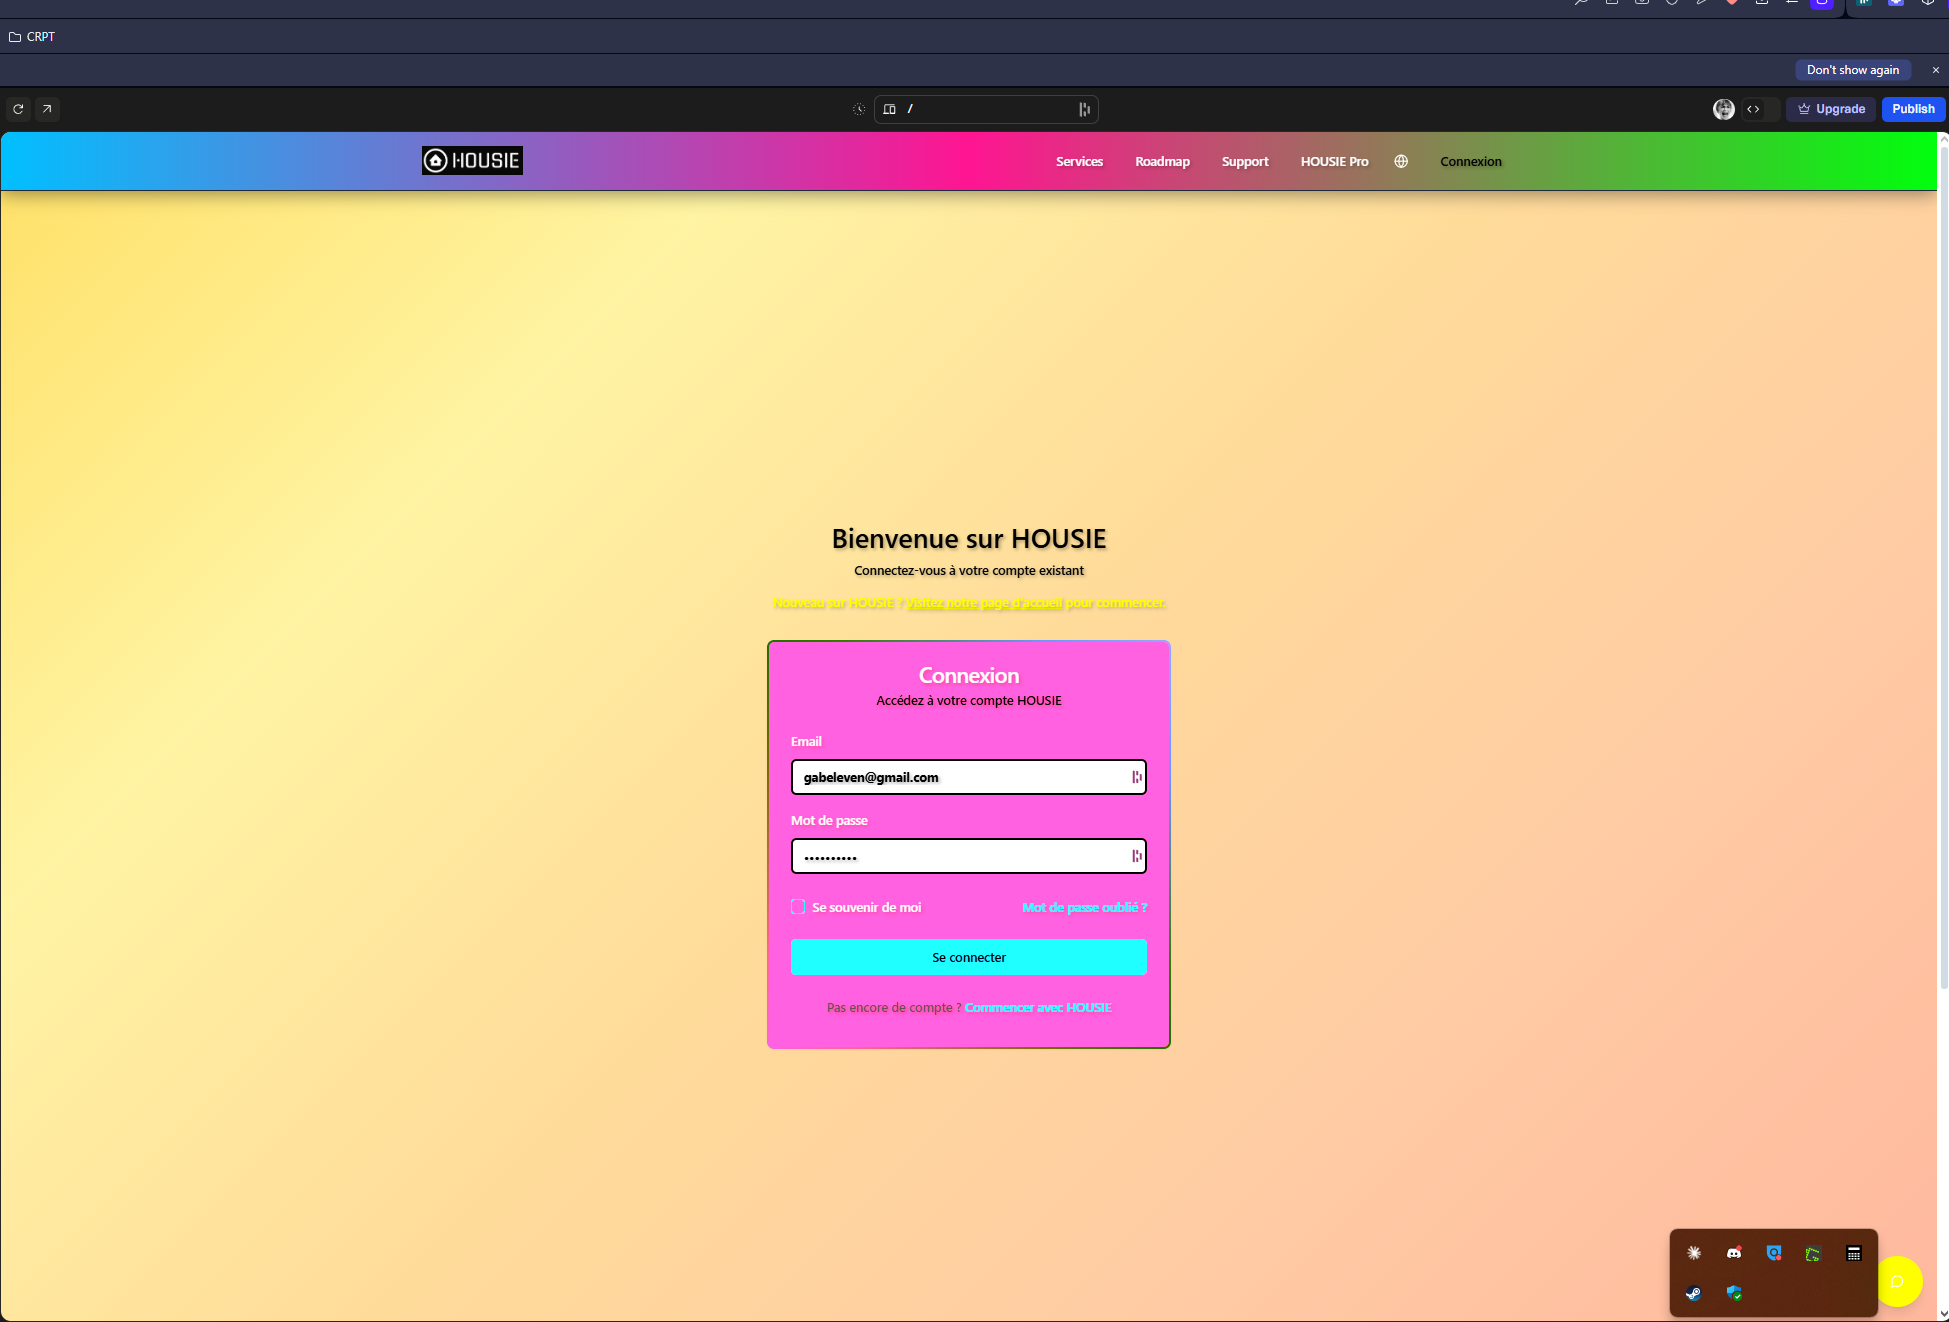 CRPT
Don't show again
/
Upgrade
Publish
HOUSIE
Services
Roadmap
Support
HOUSIE Pro
Connexion
Bienvenue sur HOUSIE
Connectez-vous à votre compte existant
Nouveau sur HOUSIE ? Visitez notre page d'accueil pour commencer.
Connexion
Accédez à votre compte HOUSIE
Email
gabeleven@gmail.com
Mot de passe
••••••••••
Se souvenir de moi
Mot de passe oublié ?
Se connecter
Pas encore de compte ? Commencer avec HOUSIE